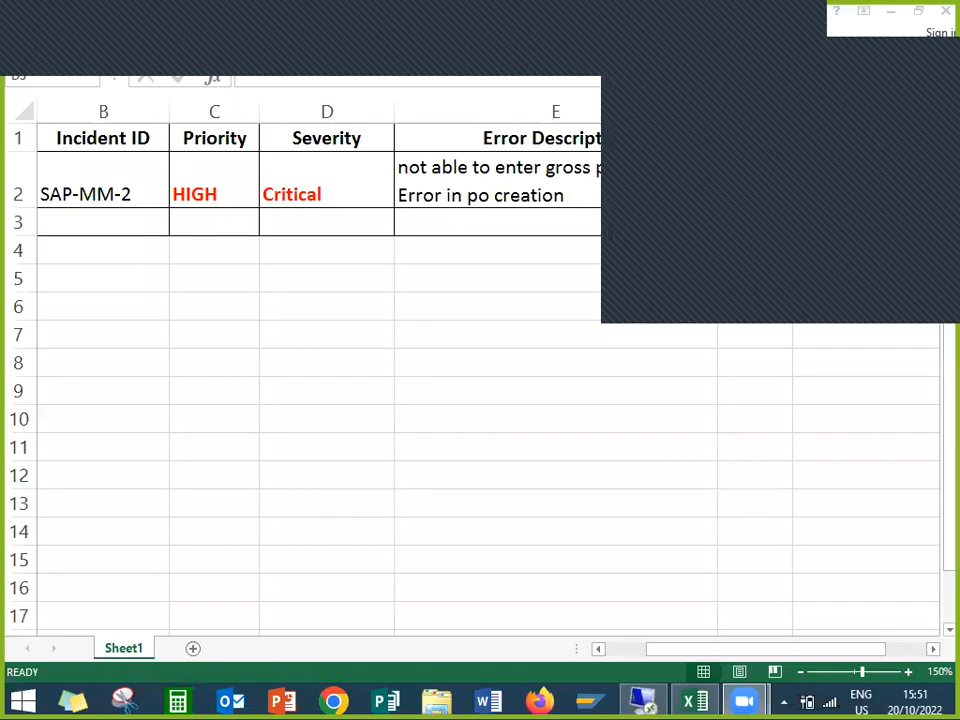 ?
Sign
B C D E
1 Incident ID Priority Severity Error Descript
not able to enter gross
2 SAP-MM-2 HIGH Critical Error in po creation
3
4
5
6
7
8
9
10
11
12
13
14
15
16
17
Sheet1
READY 150%
ENG 15:51
US 20/10/2022